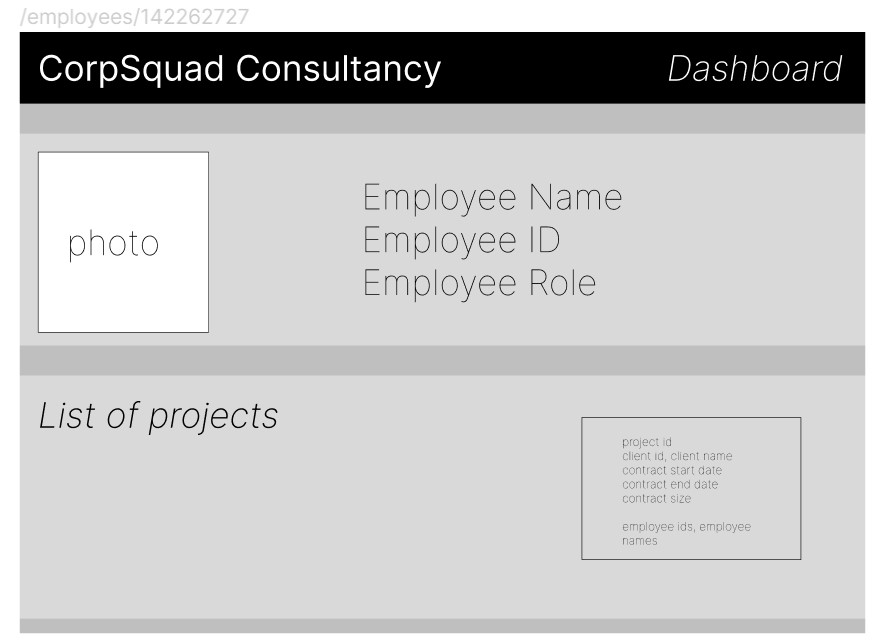 /employees/142262727
CorpSquad Consultancy
Dashboard
photo
Employee Name
Employee ID
Employee Role
List of projects
project id
client id, client name
contract start date
contract end date
contract size
employee ids, employee
names